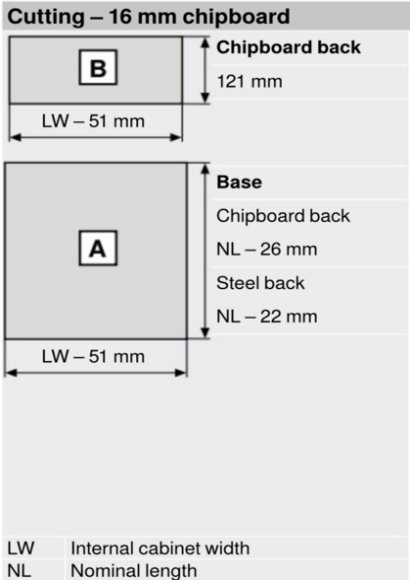 Cutting – 16 mm chipboard
B
Chipboard back
121 mm
LW – 51 mm
A
Base
Chipboard back
NL – 26 mm
Steel back
NL – 22 mm
LW – 51 mm
LW Internal cabinet width
NL Nominal length